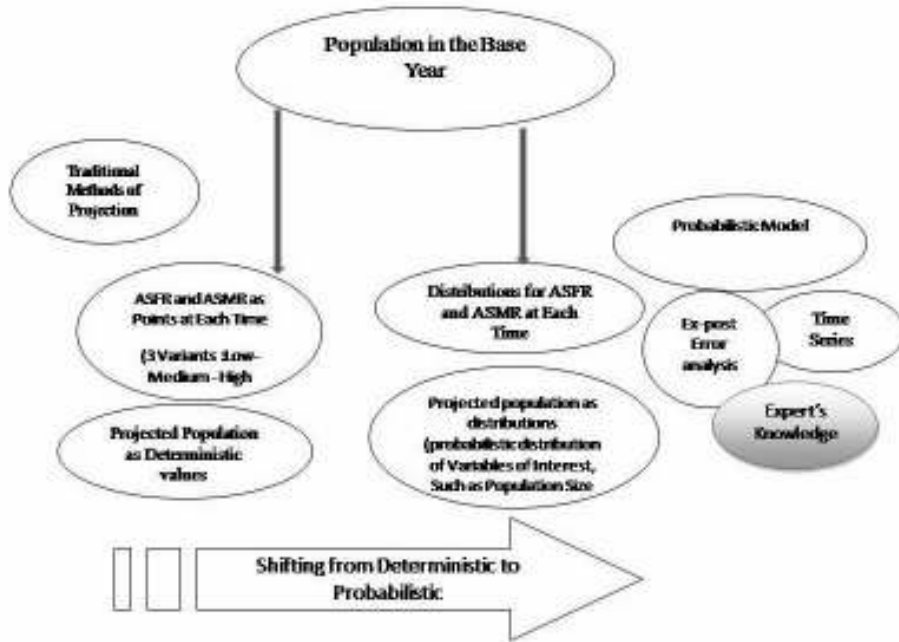 Population in the Base
Year
Traditional
Methods of
Projection
Probabilistic Model
ASFR and ASMR as
Points at Each Time
(3 Variants :Low-
Medium - High
Distributions for ASFR
and ASMR at Each
Time
Ex-post
Error
analysis
Time
Series
Projected Population
as Deterministic
values
Projected population as
distributions
(probabilistic distribution
of Variables of Interest,
Such as Population Size
Expert's
Knowledge
Shifting from Deterministic to
Probabilistic